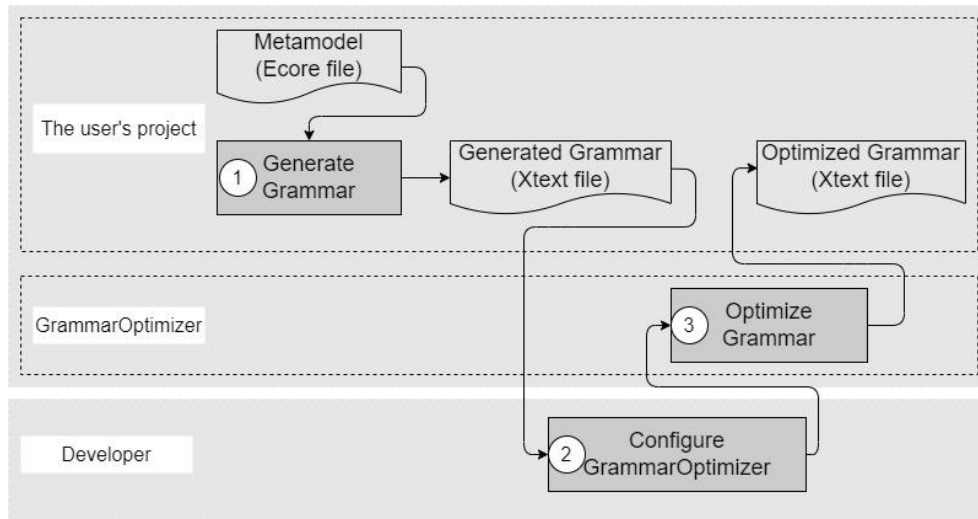 Metamodel
(Ecore file)
The user's project
1
Generate
Grammar
Generated Grammar
(Xtext file)
Optimized Grammar
(Xtext file)
GrammarOptimizer
3
Optimize
Grammar
Developer
2
Configure
GrammarOptimizer